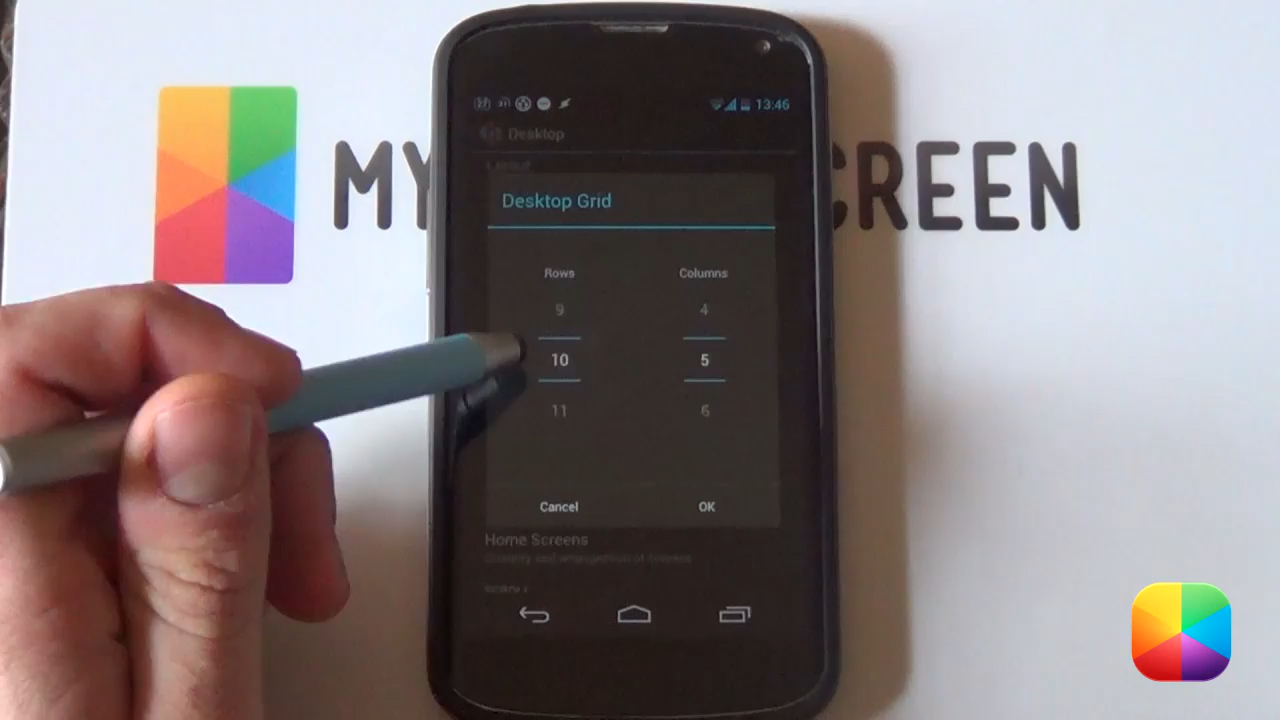 13:46
Desktop
MY
CREEN
Desktop Grid
Rows Columns
9 4
10 5
11 6
Cancel OK
Home Screens